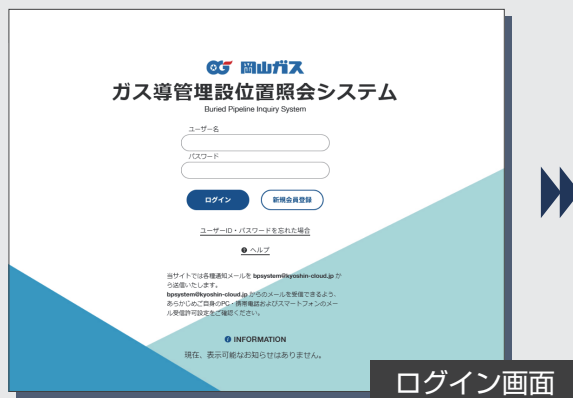 OG 岡山ガス
ガス導管埋設位置照会システム
Buried Pipeline Inquiry System
ユーザー名
パスワード
ログイン 新規会員登録
ユーザーID・パスワードを忘れた場合
ヘルプ
当サイトでは各種通知メールを bpsystem@kyoshin-cloud.jp か
ら送信いたします。
bpsystem@kyoshin-cloud.jp からのメールを受信できるよう、
あらかじめご自身のPC・携帯電話およびスマートフォンのメー
ル受信許可設定をご確認ください。
INFORMATION
現在、表示可能なお知らせはありません。
ログイン画面